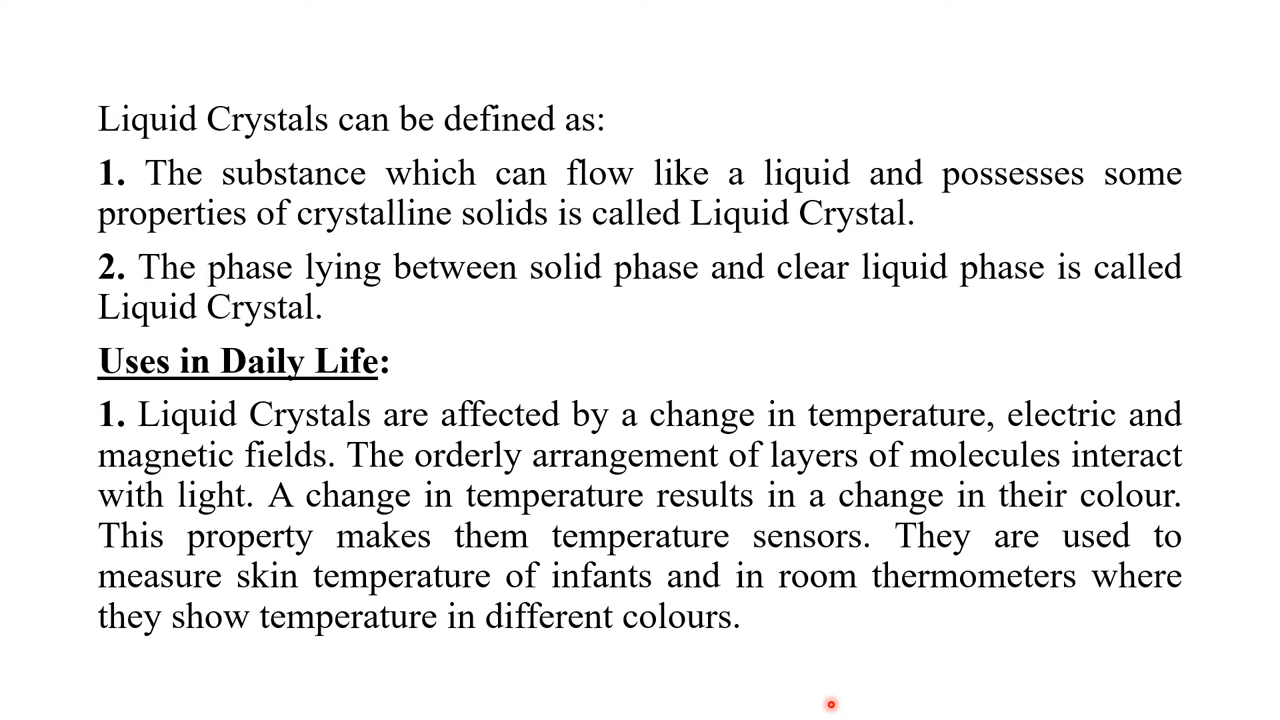 Liquid Crystals can be defined as:
1. The substance which can flow like a liquid and possesses some
properties of crystalline solids is called Liquid Crystal.
2. The phase lying between solid phase and clear liquid phase is called
Liquid Crystal.
Uses in Daily Life:
1. Liquid Crystals are affected by a change in temperature, electric and
magnetic fields. The orderly arrangement of layers of molecules interact
with light. A change in temperature results in a change in their colour.
This property makes them temperature sensors. They are used to
measure skin temperature of infants and in room thermometers where
they show temperature in different colours.